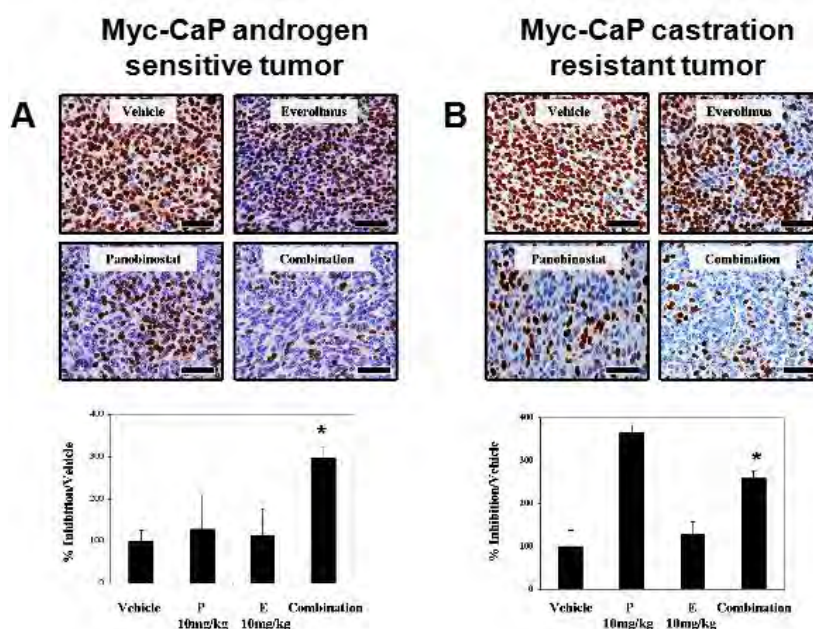 Myc-CaP androgen
sensitive tumor
Myc-CaP castration
resistant tumor
A
Vehicle
Everolimus
Panobinostat
Combination
B
Vehicle
Everolimus
Panobinostat
Combination
% Inhibition/Vehicle
400
300
200
100
0
*
Vehicle
P
10mg/kg
E
10mg/kg
Combination
% Inhibition/Vehicle
400
300
200
100
0
*
Vehicle
P
10mg/kg
E
10mg/kg
Combination